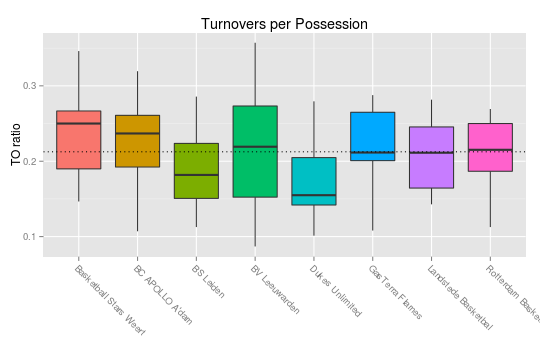 Turnovers per Possession
TO ratio
0.3
0.2
0.1
Basketball Stars Weert
BC APOLLO A'dam
BS Leiden
BV Leeuwarden
Dukes Unlimited
GasTerra Flames
Landstede Basketbal
Rotterdam Baske